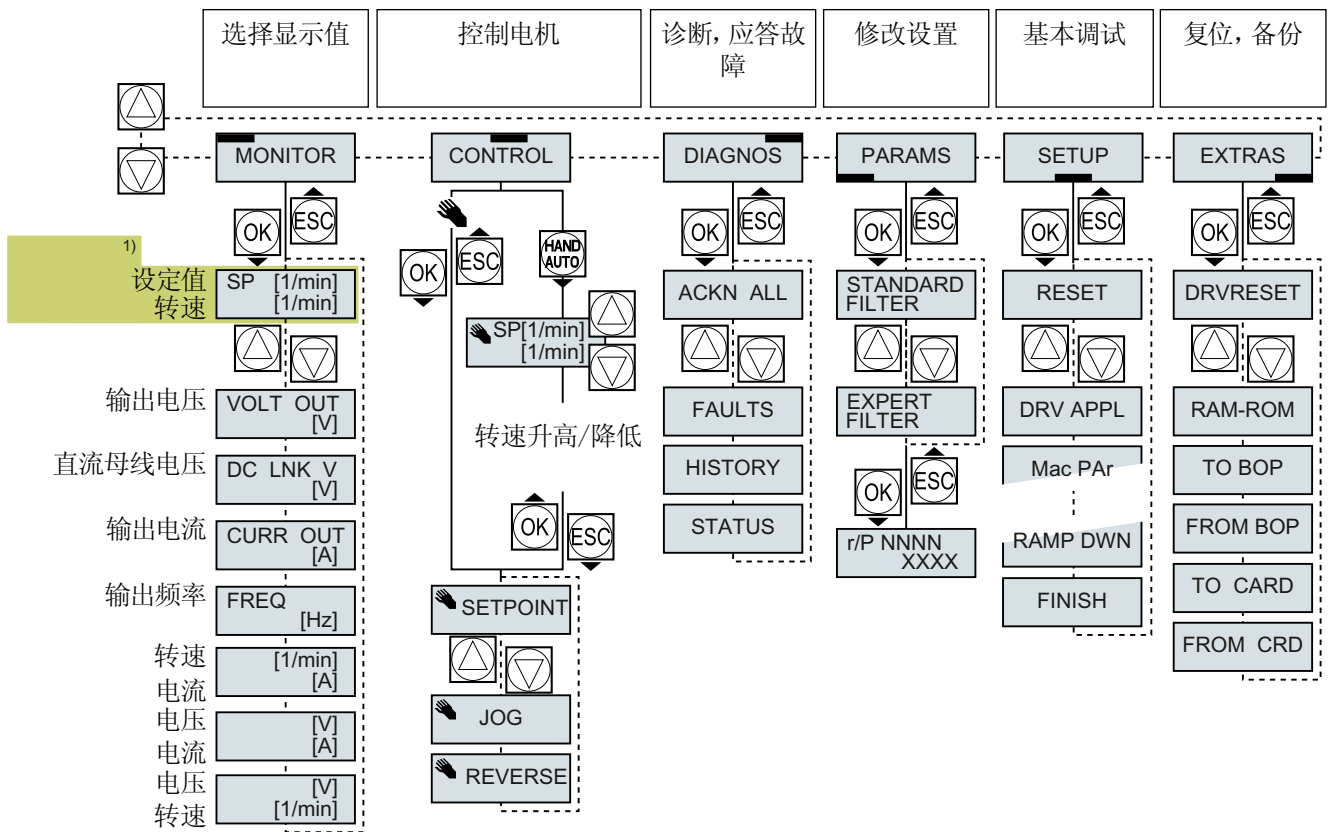 选择显示值
控制电机
诊断，应答故
障
修改设置
基本调试
复位，备份
MONITOR
CONTROL
DIAGNOS
PARAMS
SETUP
EXTRAS
OK
ESC
1)
设定值
转速
SP [1/min]
[1/min]
输出电压
VOLT OUT
[V]
直流母线电压
DC LNK V
[V]
输出电流
CURR OUT
[A]
输出频率
FREQ
[Hz]
转速
电流
[1/min]
[A]
电压
电流
[V]
[A]
电压
转速
[V]
[1/min]
OK
ESC
HAND
AUTO
SP[1/min]
[1/min]
转速升高/降低
OK
ESC
SETPOINT
JOG
REVERSE
OK
ESC
ACKN ALL
FAULTS
HISTORY
STATUS
OK
ESC
STANDARD
FILTER
EXPERT
FILTER
OK
ESC
r/P NNNN
XXXX
OK
ESC
RESET
DRV APPL
Mac PAr
RAMP DWN
FINISH
OK
ESC
DRVRESET
RAM-ROM
TO BOP
FROM BOP
TO CARD
FROM CRD